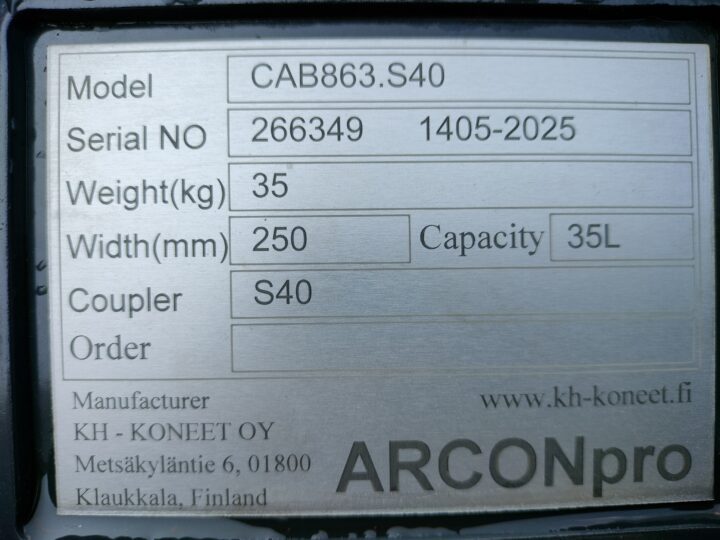 Model CAB863.S40
Serial NO 266349 1405-2025
Weight(kg) 35
Width(mm) 250 Capacity 35L
Coupler S40
Order
Manufacturer www.kh-koneet.fi
KH - KONEET OY
Metsäkyläntie 6, 01800
Klaukkala, Finland
ARCONpro